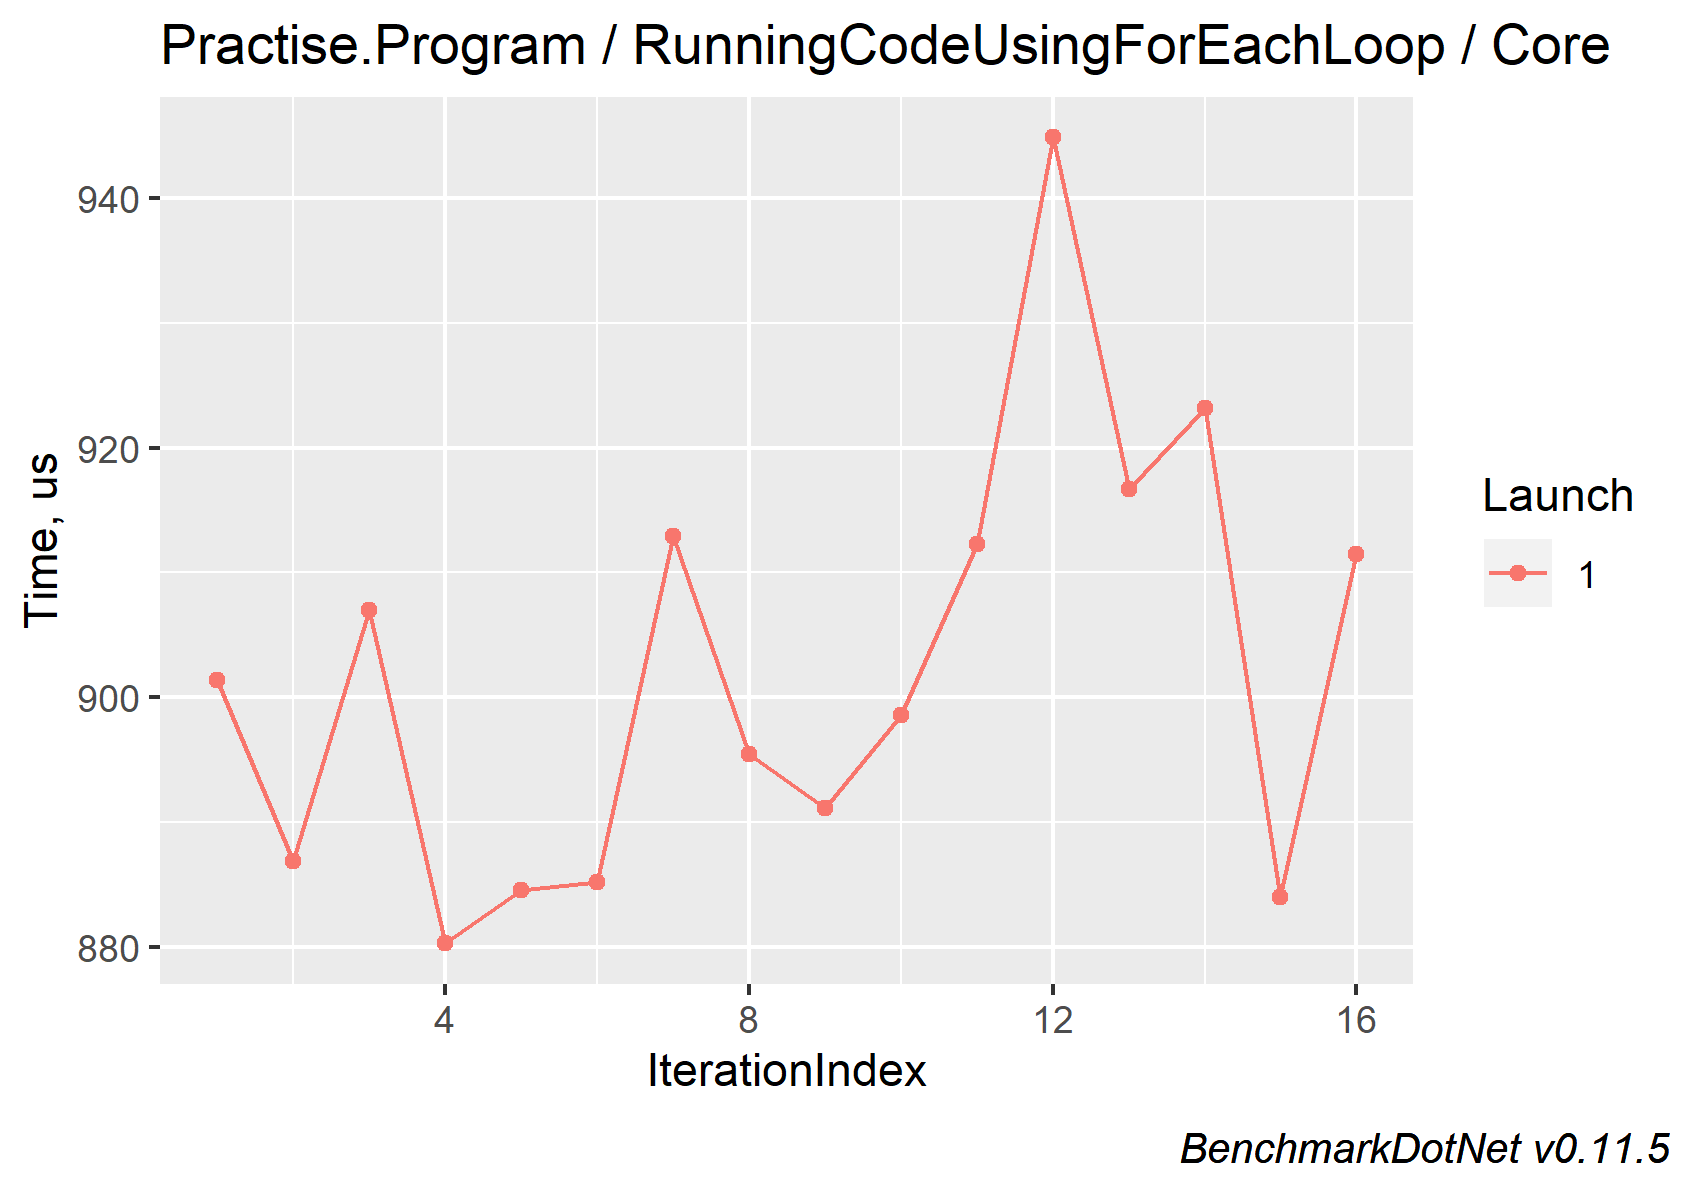 Practise.Program / RunningCodeUsingForEachLoop / Core
940
920
900
880
Time, us
4 8 12 16
IterationIndex
Launch
1
BenchmarkDotNet v0.11.5